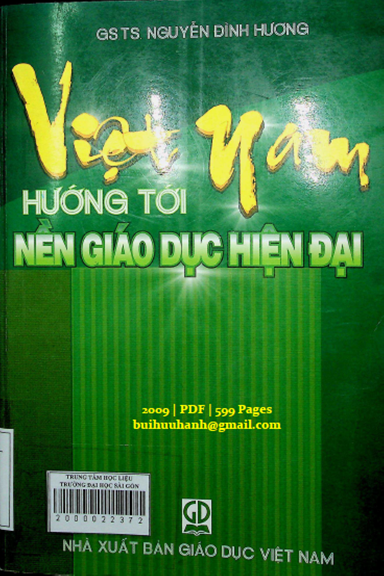 GSTS NGUYỄN ĐÌNH HƯƠNG
Việt Nam
HƯỚNG TỚI
NỀN GIÁO DỤC HIỆN ĐẠI
2009 | PDF | 599 Pages
buihuuhanh@gmail.com
TRUNG TÂM HỌC LIỆU
TRƯỜNG ĐẠI HỌC SÀI GÒN
2000022372
GD
NHÀ XUẤT BẢN GIÁO DỤC VIỆT NAM